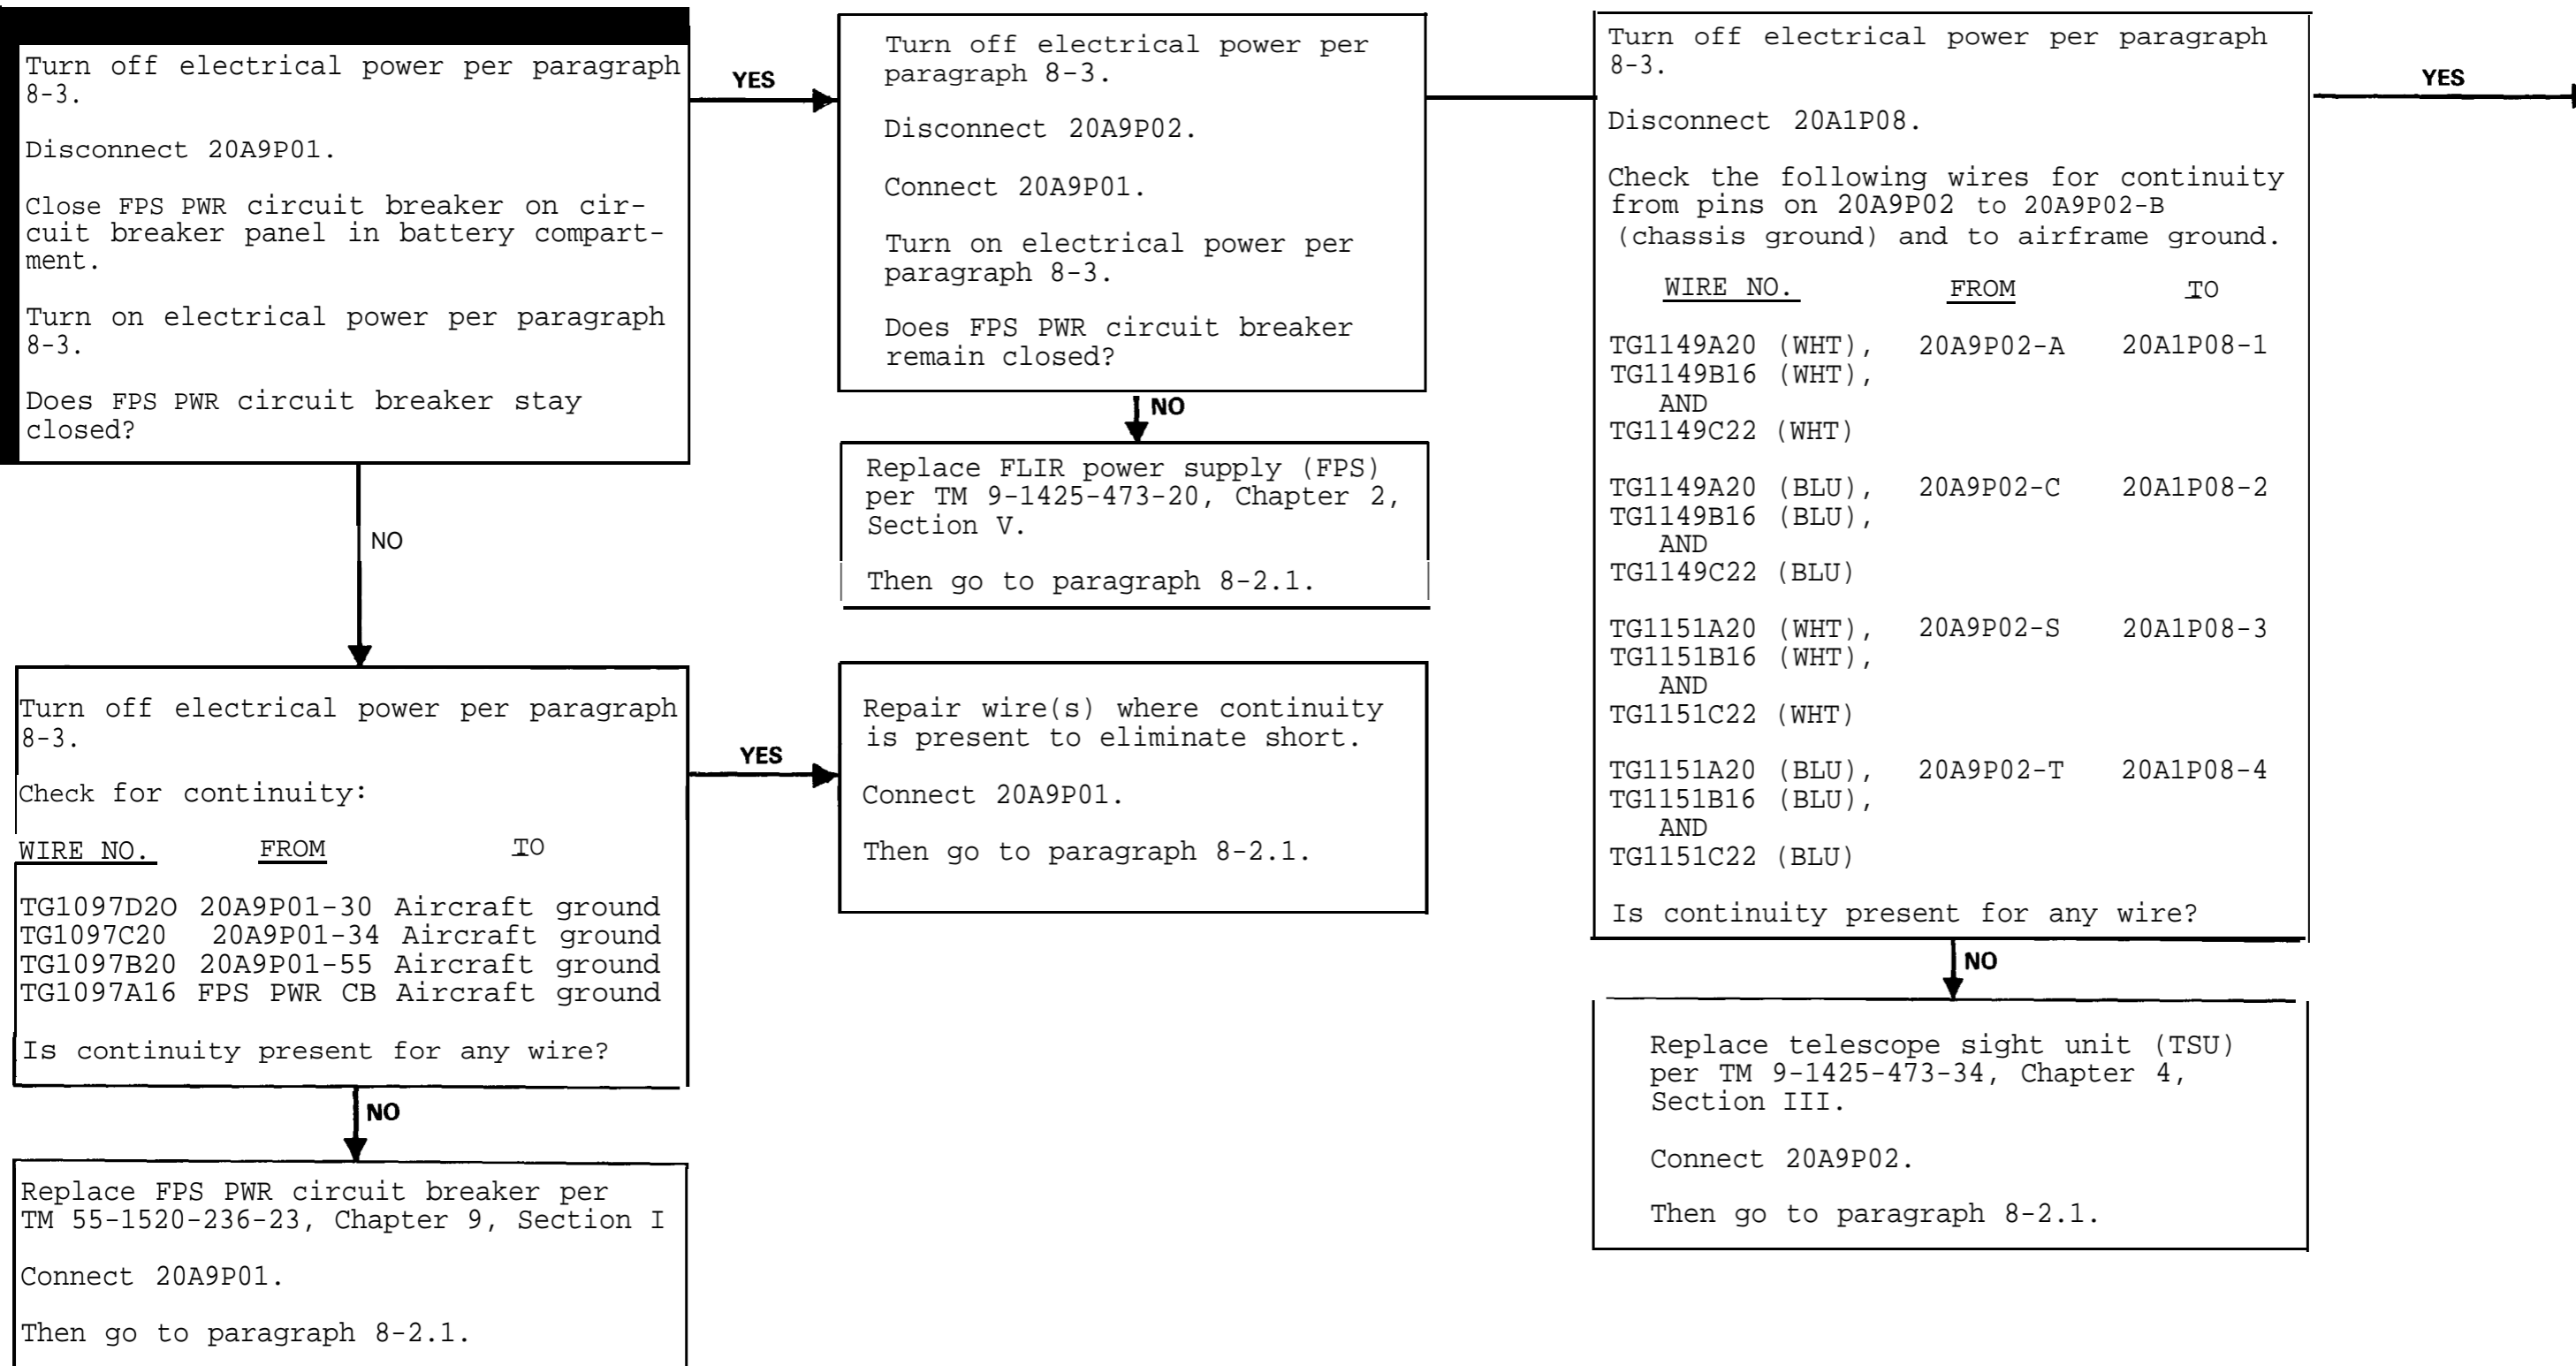 Turn off electrical power per paragraph
8-3.
Disconnect 20A9P01.
Close FPS PWR circuit breaker on cir-
cuit breaker panel in battery compart-
ment.
Turn on electrical power per paragraph
8-3.
Does FPS PWR circuit breaker stay
closed?
YES
Turn off electrical power per
paragraph 8-3.
Disconnect 20A9P02.
Connect 20A9P01.
Turn on electrical power per
paragraph 8-3.
Does FPS PWR circuit breaker
remain closed?
NO
Replace FLIR power supply (FPS)
per TM 9-1425-473-20, Chapter 2,
Section V.
Then go to paragraph 8-2.1.
NO
Turn off electrical power per paragraph
8-3.
Check for continuity:
WIRE NO. FROM TO
TG1097D2O 20A9P01-30 Aircraft ground
TG1097C20 20A9P01-34 Aircraft ground
TG1097B20 20A9P01-55 Aircraft ground
TG1097A16 FPS PWR CB Aircraft ground
Is continuity present for any wire?
YES
Repair wire(s) where continuity
is present to eliminate short.
Connect 20A9P01.
Then go to paragraph 8-2.1.
NO
Replace FPS PWR circuit breaker per
TM 55-1520-236-23, Chapter 9, Section I
Connect 20A9P01.
Then go to paragraph 8-2.1.
Turn off electrical power per paragraph
8-3.
Disconnect 20A1P08.
Check the following wires for continuity
from pins on 20A9P02 to 20A9P02-B
(chassis ground) and to airframe ground.
WIRE NO. FROM TO
TG1149A20 (WHT), 20A9P02-A 20A1P08-1
TG1149B16 (WHT),
AND
TG1149C22 (WHT)
TG1149A20 (BLU), 20A9P02-C 20A1P08-2
TG1149B16 (BLU),
AND
TG1149C22 (BLU)
TG1151A20 (WHT), 20A9P02-S 20A1P08-3
TG1151B16 (WHT),
AND
TG1151C22 (WHT)
TG1151A20 (BLU), 20A9P02-T 20A1P08-4
TG1151B16 (BLU),
AND
TG1151C22 (BLU)
Is continuity present for any wire?
YES
NO
Replace telescope sight unit (TSU)
per TM 9-1425-473-34, Chapter 4,
Section III.
Connect 20A9P02.
Then go to paragraph 8-2.1.